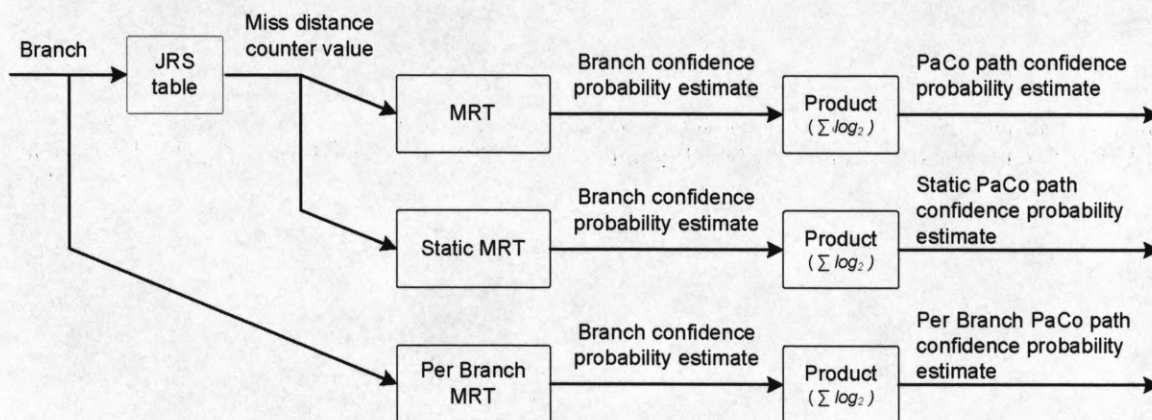 Branch
JRS
table
Miss distance
counter value
MRT
Branch confidence
probability estimate
Product
( ∑ log₂ )
PaCo path confidence
probability estimate
Static MRT
Branch confidence
probability estimate
Product
( ∑ log₂ )
Static PaCo path
confidence probability
estimate
Per Branch
MRT
Branch confidence
probability estimate
Product
( ∑ log₂ )
Per Branch PaCo path
confidence probability
estimate